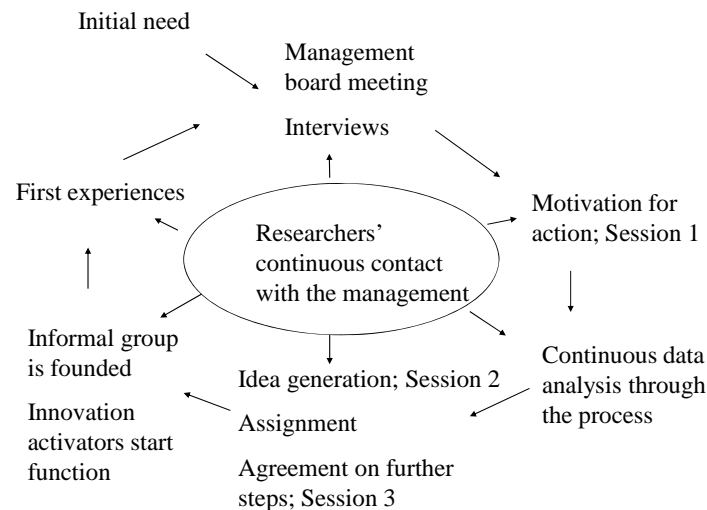 Initial need
Management
board meeting
Interviews
First experiences
Motivation for
action; Session 1
Researchers’
continuous contact
with the management
Informal group
is founded
Innovation
activators start
function
Idea generation; Session 2
Assignment
Agreement on further
steps; Session 3
Continuous data
analysis through
the process